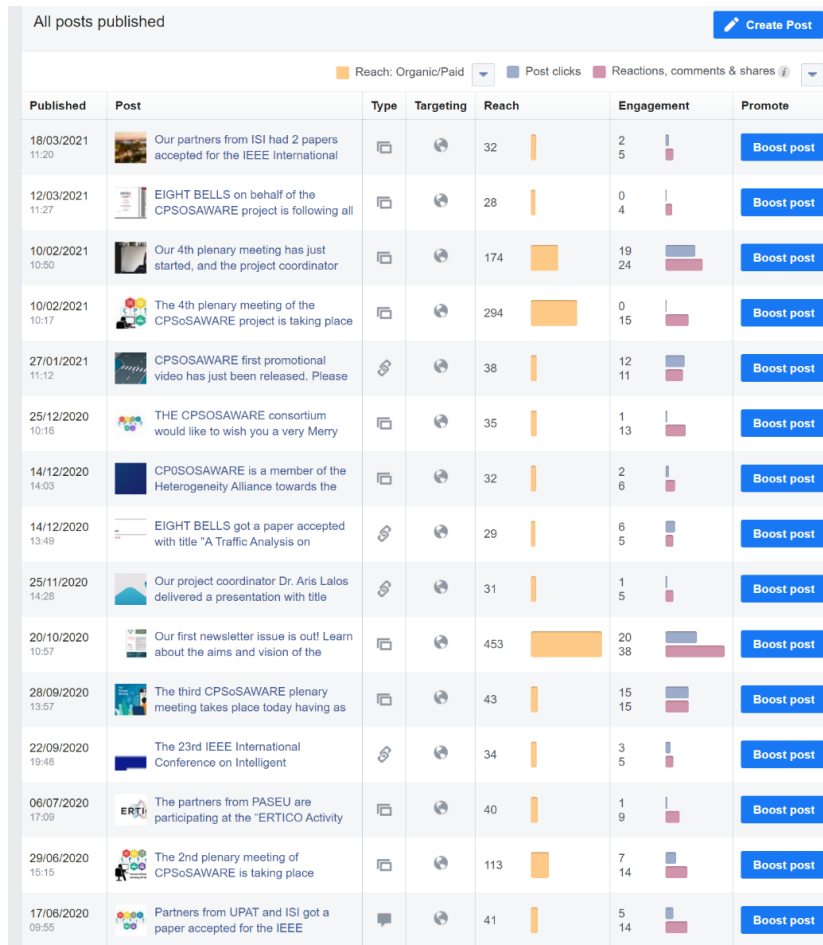 All posts published
Create Post
Reach: Organic/Paid Post clicks Reactions, comments & shares i
Published Post Type Targeting Reach Engagement Promote
18/03/2021 Our partners from ISI had 2 papers 32 2 Boost post
11:20 accepted for the IEEE International 5
12/03/2021 EIGHT BELLS on behalf of the 28 0 Boost post
11:27 CPSOSAWARE project is following all 4
10/02/2021 Our 4th plenary meeting has just 174 19 Boost post
10:50 started, and the project coordinator 24
10/02/2021 The 4th plenary meeting of the 294 0 Boost post
10:17 CPSoSAWARE project is taking place 15
27/01/2021 CPSOSAWARE first promotional 38 12 Boost post
11:12 video has just been released. Please 11
25/12/2020 THE CPSOSAWARE consortium 35 1 Boost post
10:16 would like to wish you a very Merry 13
14/12/2020 CP0SOSAWARE is a member of the 32 2 Boost post
14:03 Heterogeneity Alliance towards the 6
14/12/2020 EIGHT BELLS got a paper accepted 29 6 Boost post
13:49 with title "A Traffic Analysis on 5
25/11/2020 Our project coordinator Dr. Aris Lalos 31 1 Boost post
14:28 delivered a presentation with title 5
20/10/2020 Our first newsletter issue is out! Learn 453 20 Boost post
10:57 about the aims and vision of the 38
28/09/2020 The third CPSoSAWARE plenary 43 15 Boost post
13:57 meeting takes place today having as 15
22/09/2020 The 23rd IEEE International 34 3 Boost post
19:48 Conference on Intelligent 5
06/07/2020 The partners from PASEU are 40 1 Boost post
17:09 ERTI participating at the "ERTICO Activity 9
29/06/2020 The 2nd plenary meeting of 113 7 Boost post
15:15 CPSoSAWARE is taking place 14
17/06/2020 Partners from UPAT and ISI got a 41 5 Boost post
09:55 paper accepted for the IEEE 14